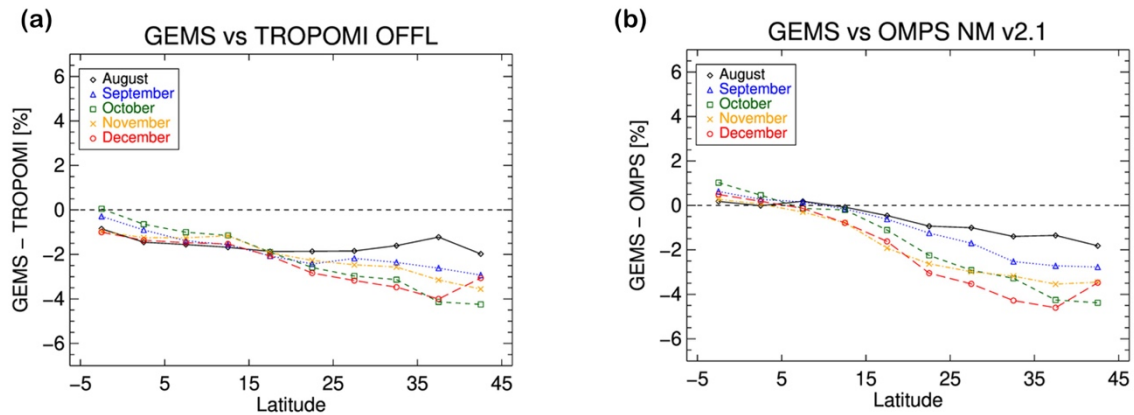 (a)
GEMS vs TROPOMI OFFL
August
September
October
November
December
GEMS − TROPOMI [%]
6
4
2
0
−2
−4
−6
−5 5 15 25 35 45
Latitude
(b)
GEMS vs OMPS NM v2.1
August
September
October
November
December
GEMS − OMPS [%]
6
4
2
0
−2
−4
−6
−5 5 15 25 35 45
Latitude